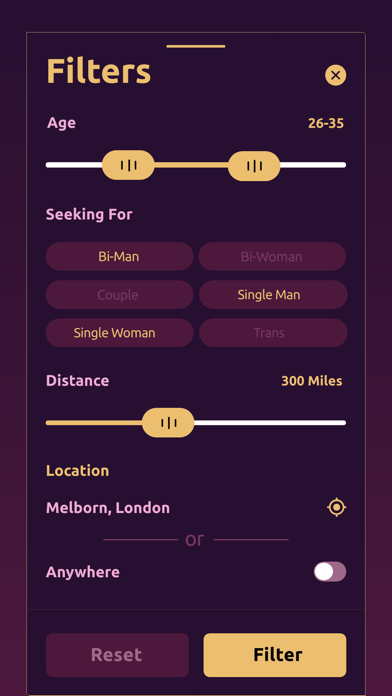 Filters
Age 26-35
Seeking For
Bi-Man Bi-Woman
Couple Single Man
Single Woman Trans
Distance 300 Miles
Location
Melborn, London
or
Anywhere
Reset Filter